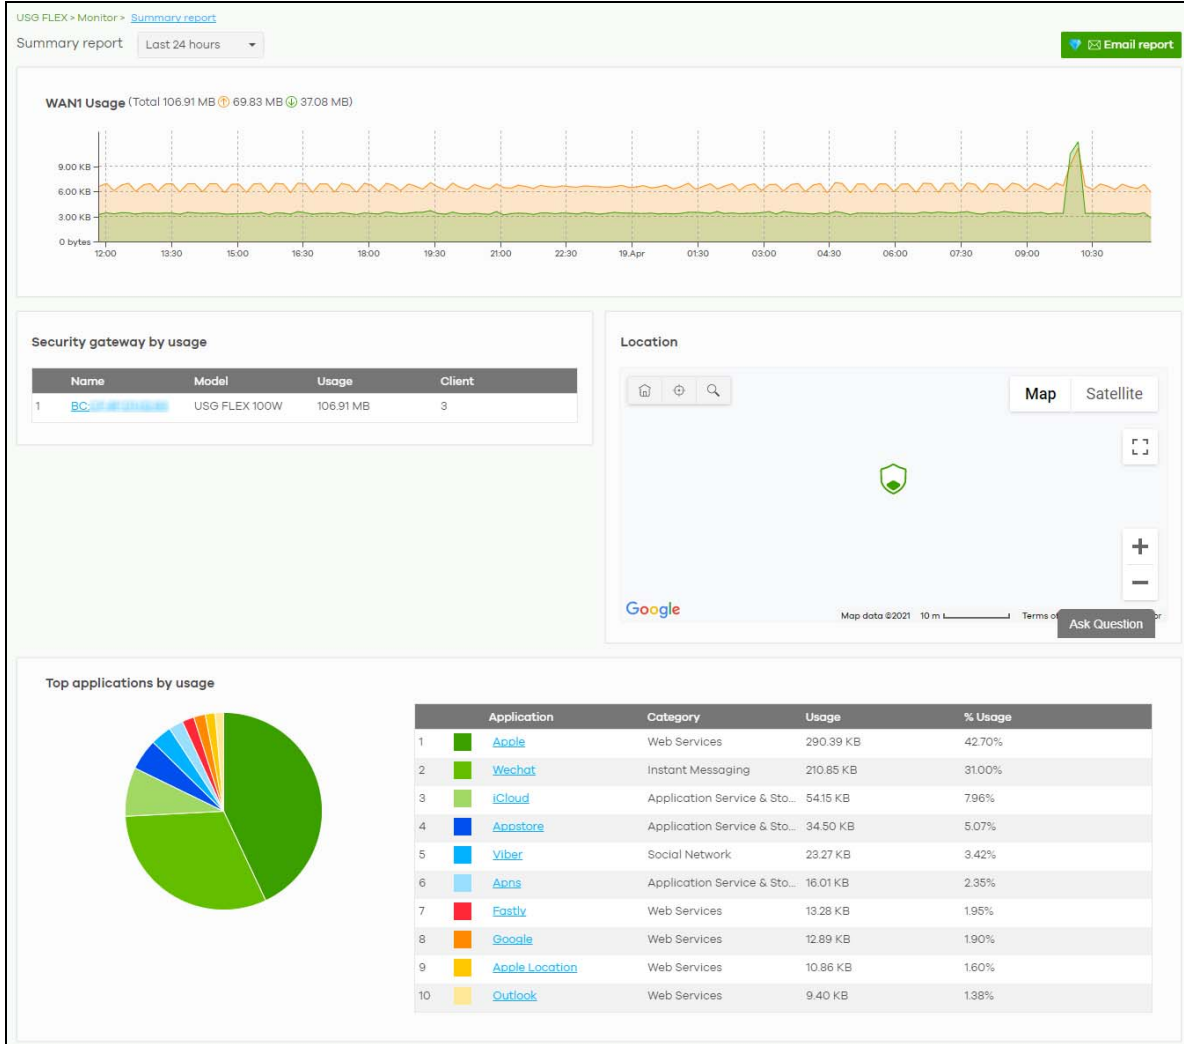 USG FLEX > Monitor > Summary report
Summary report Last 24 hours
Email report
WAN1 Usage (Total 106.91 MB 69.83 MB 37.08 MB)
9.00 KB
6.00 KB
3.00 KB
0 bytes
12:00 13:30 15:00 16:30 18:00 19:30 21:00 22:30 19.Apr 01:30 03:00 04:30 06:00 07:30 09:00 10:30
Security gateway by usage
Name Model Usage Client
1 BC: USG FLEX 100W 106.91 MB 3
Location
Map Satellite
Google
Map data ©2021 10 m Terms of
Ask Question
Top applications by usage
Application Category Usage % Usage
1 Apple Web Services 290.39 KB 42.70%
2 Wechat Instant Messaging 210.85 KB 31.00%
3 iCloud Application Service & Sto... 54.15 KB 7.96%
4 Appstore Application Service & Sto... 34.50 KB 5.07%
5 Viber Social Network 23.27 KB 3.42%
6 Apns Application Service & Sto... 16.01 KB 2.35%
7 Fastly Web Services 13.28 KB 1.95%
8 Google Web Services 12.89 KB 1.90%
9 Apple Location Web Services 10.86 KB 1.60%
10 Outlook Web Services 9.40 KB 1.38%